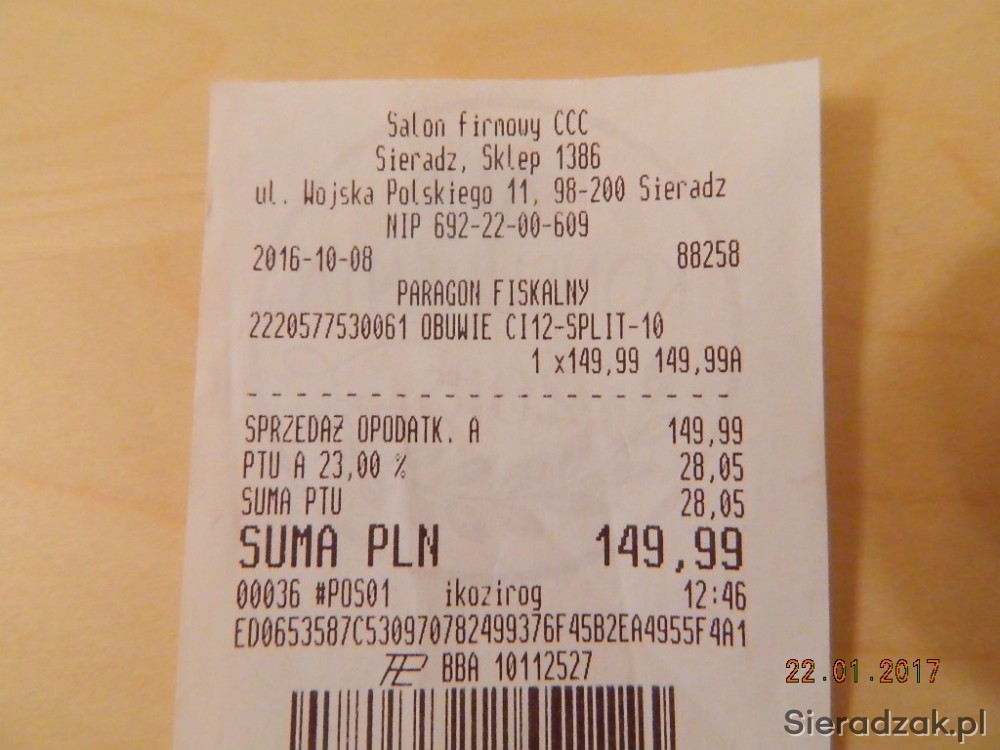 Salon firmowy CCC
Sieradz, Sklep 1386
ul. Wojska Polskiego 11, 98-200 Sieradz
NIP 692-22-00-609
2016-10-08 88258
PARAGON FISKALNY
2220577530061 OBUWIE CI12-SPLIT-10
1 x149,99 149,99A
SPRZEDAŻ OPODATK. A 149,99
PTU A 23,00 % 28,05
SUMA PTU 28,05
SUMA PLN 149,99
00036 #POS01 ikozirog 12:46
ED0653587C530970782499376F45B2EA4955F4A1
BBA 10112527
22.01.2017
Sieradzak.pl